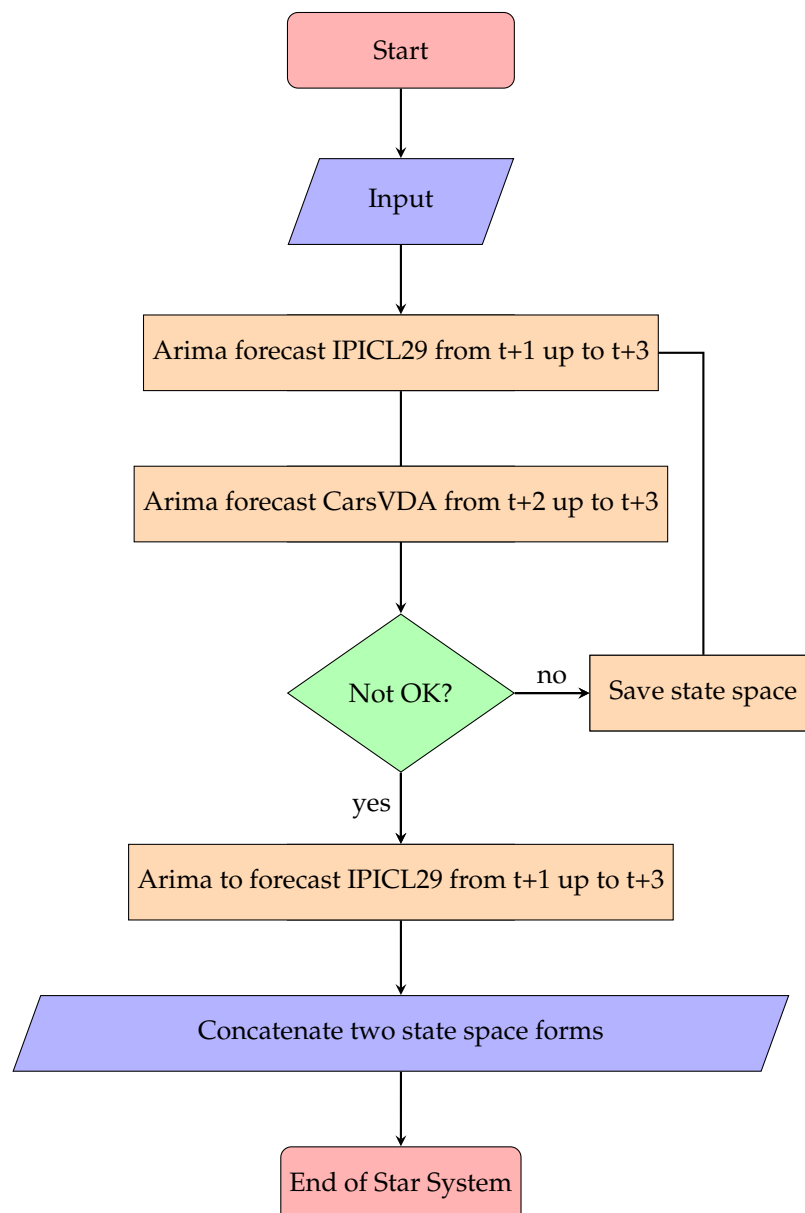 Start
Input
Arima forecast IPICL29 from t+1 up to t+3
Arima forecast CarsVDA from t+2 up to t+3
Not OK?
no
Save state space
yes
Arima to forecast IPICL29 from t+1 up to t+3
Concatenate two state space forms
End of Star System